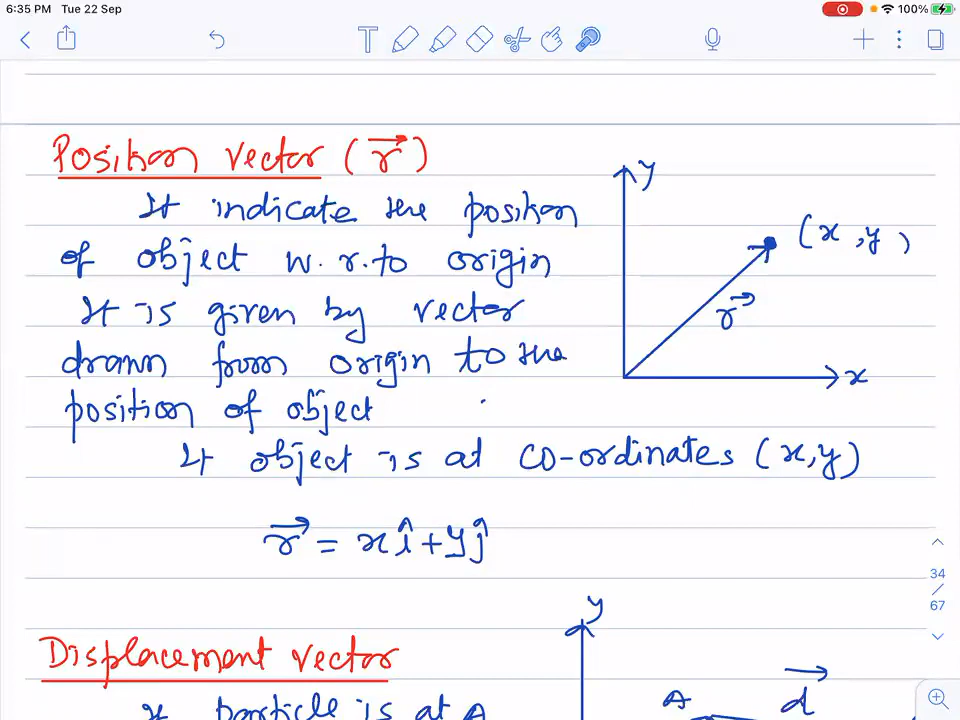 6:35 PM Tue 22 Sep
100%
T
Position Vector (r⃗)
y
It indicate the position
(x, y)
of object w.r.to origin
It is given by vector
r⃗
drawn from origin to the
x
position of object
If object is at co-ordinates (x,y)
r⃗ = xî+yĵ
34
/
67
y
Displacement Vector
If particle is at A
A
d⃗